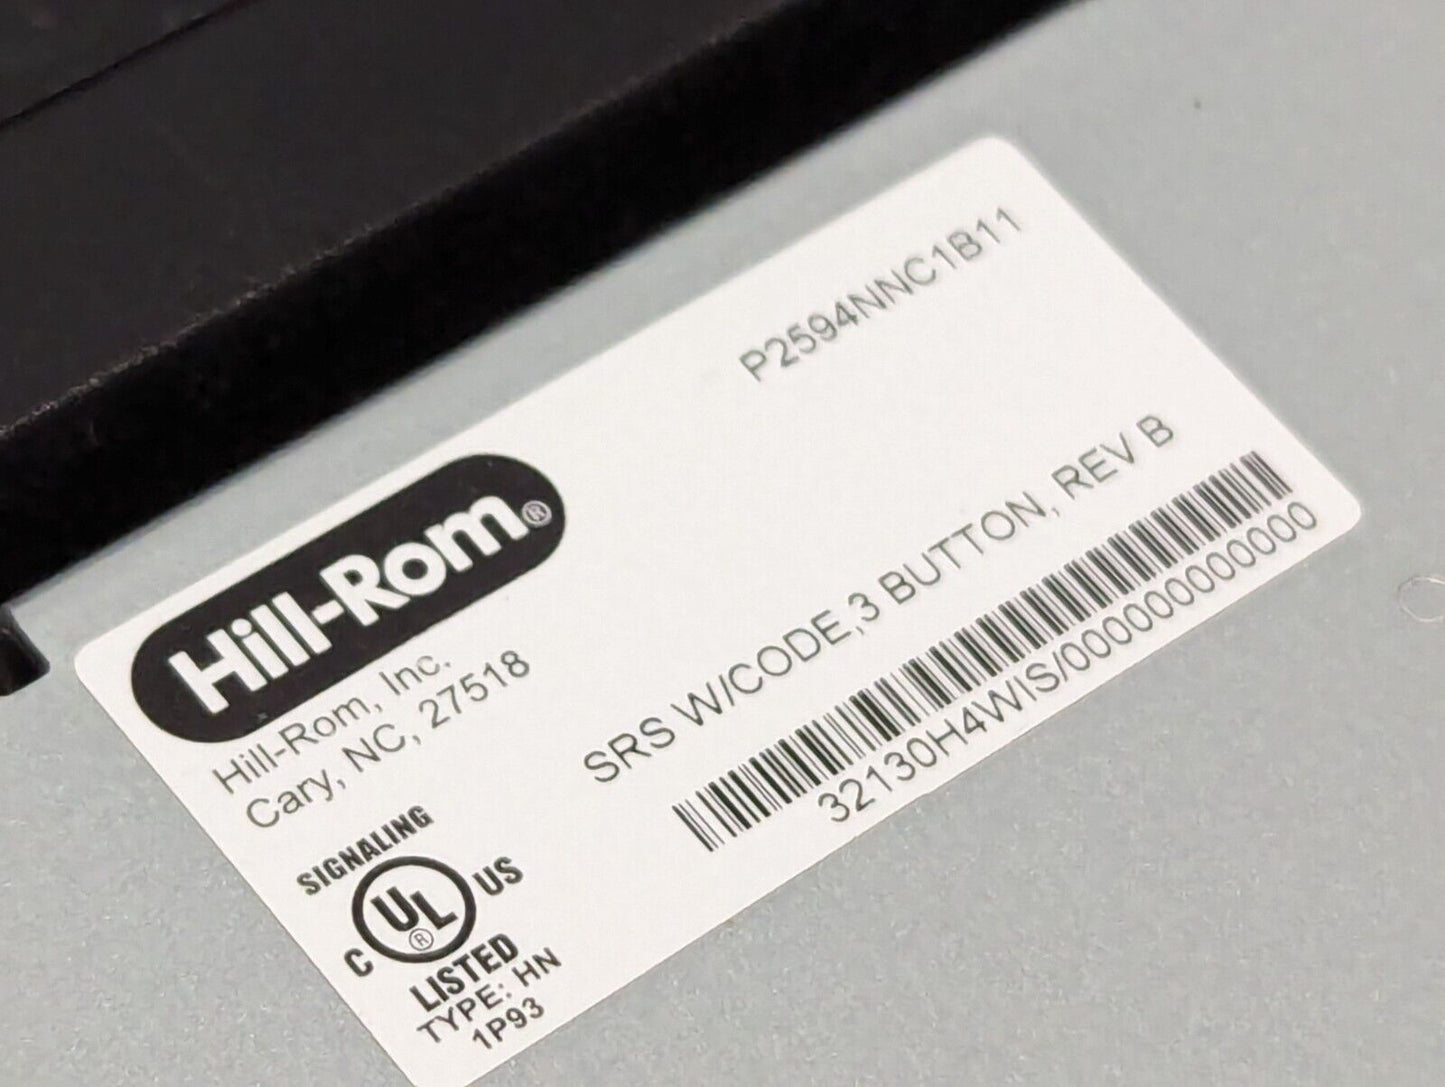 P2594NNC1B11
Hill-Rom®
Hill-Rom, Inc.
Cary, NC, 27518
SRS W/CODE,3 BUTTON, REV B
32130H4WIS/00000000000000
SIGNALING
C UL® US
LISTED
TYPE: HN
1P93